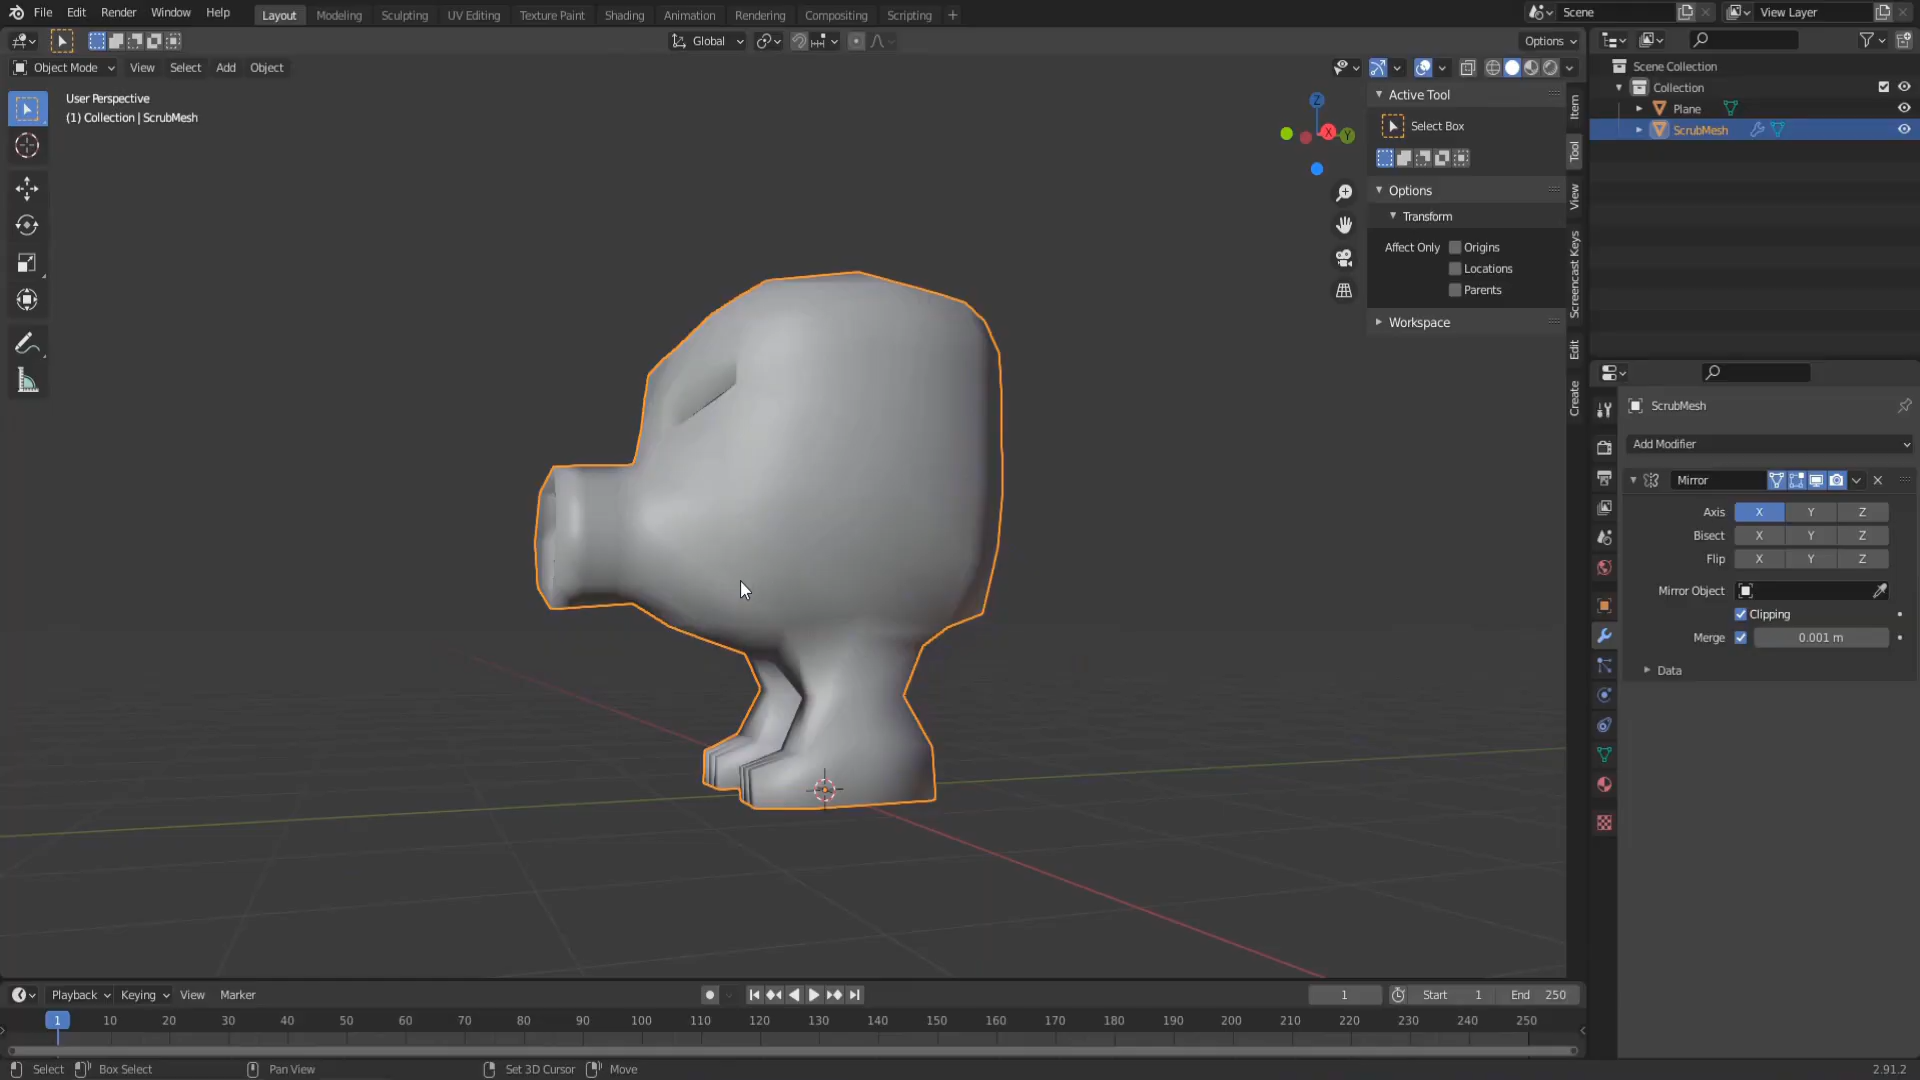 File Edit Render Window Help Layout Modeling Sculpting UV Editing Texture Paint Shading Animation Rendering Compositing Scripting + Scene View Layer
Global Options
Object Mode View Select Add Object
User Perspective
(1) Collection | ScrubMesh
Z
X
Y
Active Tool
Select Box
Options
Transform
Affect Only Origins
Locations
Parents
Workspace
Item
Tool
View
Screencast Keys
Edit
Create
Scene Collection
Collection
Plane
ScrubMesh
ScrubMesh
Add Modifier
Mirror
Axis X Y Z
Bisect X Y Z
Flip X Y Z
Mirror Object
Clipping
Merge 0.001 m
Data
Playback Keying View Marker 1 Start 1 End 250
1 10 20 30 40 50 60 70 80 90 100 110 120 130 140 150 160 170 180 190 200 210 220 230 240 250
Select Box Select Pan View Set 3D Cursor Move 2.91.2